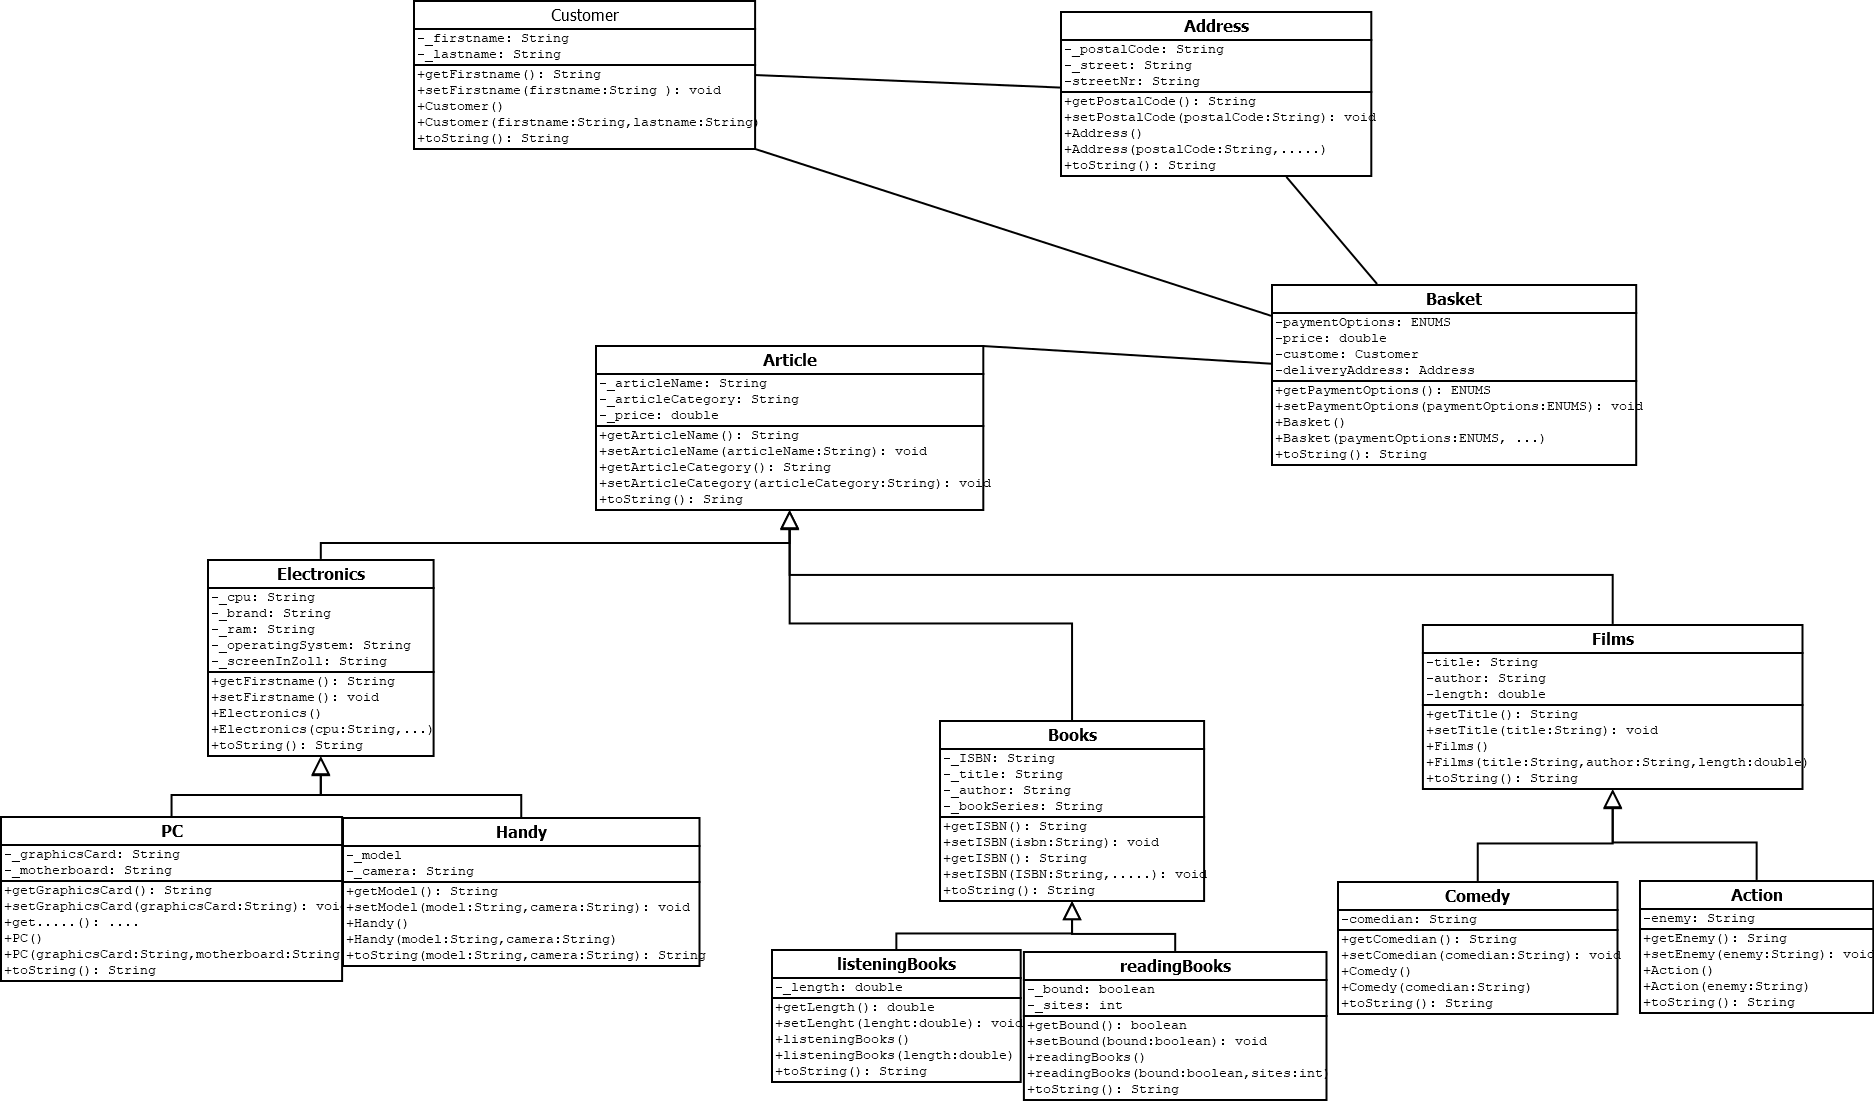 Customer
-_firstname: String
-_lastname: String
+getFirstname(): String
+setFirstname(firstname:String ): void
+Customer()
+Customer(firstname:String,lastname:String)
+toString(): String
Address
-_postalCode: String
-_street: String
-streetNr: String
+getPostalCode(): String
+setPostalCode(postalCode:String): void
+Address()
+Address(postalCode:String,.....)
+toString(): String
Basket
-paymentOptions: ENUMS
-price: double
-custome: Customer
-deliveryAddress: Address
+getPaymentOptions(): ENUMS
+setPaymentOptions(paymentOptions:ENUMS): void
+Basket()
+Basket(paymentOptions:ENUMS, ...)
+toString(): String
Article
-_articleName: String
-_articleCategory: String
-_price: double
+getArticleName(): String
+setArticleName(articleName:String): void
+getArticleCategory(): String
+setArticleCategory(articleCategory:String): void
+toString(): Sring
Electronics
-_cpu: String
-_brand: String
-_ram: String
-_operatingSystem: String
-_screenInZoll: String
+getFirstname(): String
+setFirstname(): void
+Electronics()
+Electronics(cpu:String,...)
+toString(): String
Films
-title: String
-author: String
-length: double
+getTitle(): String
+setTitle(title:String): void
+Films()
+Films(title:String,author:String,length:double)
+toString(): String
Books
-_ISBN: String
-_title: String
-_author: String
-_bookSeries: String
+getISBN(): String
+setISBN(isbn:String): void
+getISBN(): String
+setISBN(ISBN:String,.....): void
+toString(): String
PC
-_graphicsCard: String
-_motherboard: String
+getGraphicsCard(): String
+setGraphicsCard(graphicsCard:String): void
+get.....(): ....
+PC()
+PC(graphicsCard:String,motherboard:String
+toString(): String
Handy
-_model
-_camera: String
+getModel(): String
+setModel(model:String,camera:String): void
+Handy()
+Handy(model:String,camera:String)
+toString(model:String,camera:String): String
listeningBooks
-_length: double
+getLength(): double
+setLenght(lenght:double): void
+listeningBooks()
+listeningBooks(length:double)
+toString(): String
readingBooks
-_bound: boolean
-_sites: int
+getBound(): boolean
+setBound(bound:boolean): void
+readingBooks()
+readingBooks(bound:boolean,sites:int)
+toString(): String
Comedy
-comedian: String
+getComedian(): String
+setComedian(comedian:String): void
+Comedy()
+Comedy(comedian:String)
+toString(): String
Action
-enemy: String
+getEnemy(): Sring
+setEnemy(enemy:String): void
+Action()
+Action(enemy:String)
+toString(): String